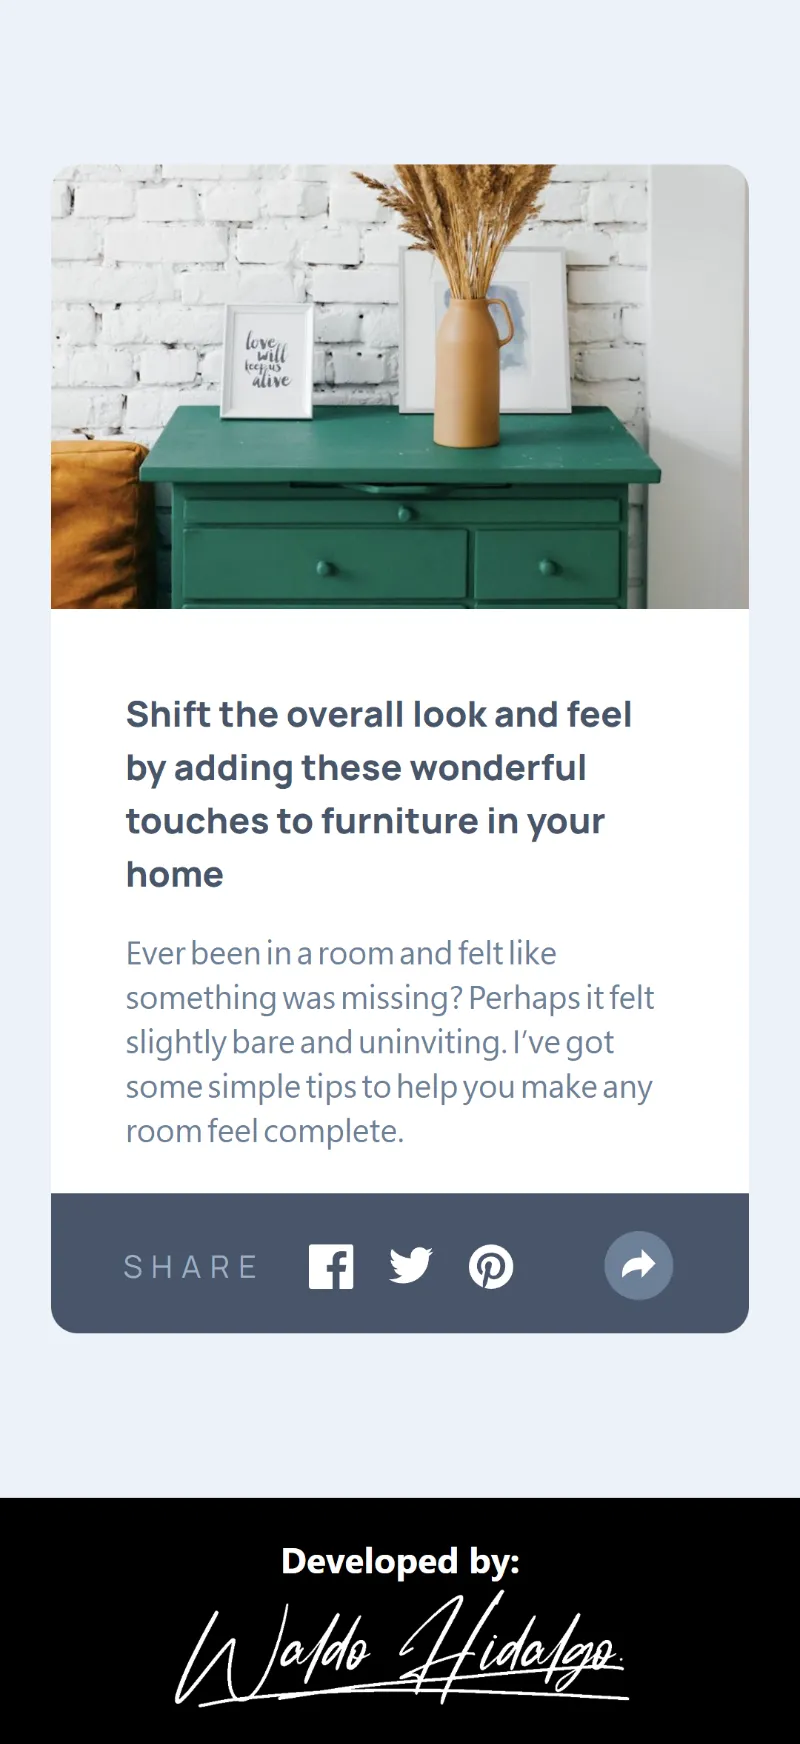 love
will
keep us
alive
Shift the overall look and feel
by adding these wonderful
touches to furniture in your
home
Ever been in a room and felt like
something was missing? Perhaps it felt
slightly bare and uninviting. I’ve got
some simple tips to help you make any
room feel complete.
SHARE
Developed by:
Waldo Hidalgo.